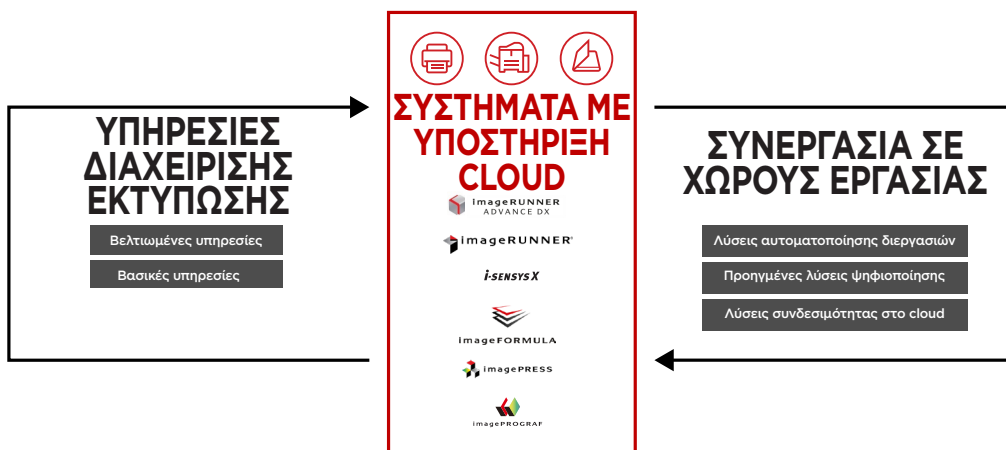 ΥΠΗΡΕΣΙΕΣ
ΔΙΑΧΕΙΡΙΣΗΣ
ΕΚΤΥΠΩΣΗΣ
Βελτιωμένες υπηρεσίες
Βασικές υπηρεσίες
ΣΥΣΤΗΜΑΤΑ ΜΕ
ΥΠΟΣΤΗΡΙΞΗ
CLOUD
imageRUNNER
ADVANCE DX
imageRUNNER
i-SENSYS X
imageFORMULA
imagePRESS
imagePROGRAF
ΣΥΝΕΡΓΑΣΙΑ ΣΕ
ΧΩΡΟΥΣ ΕΡΓΑΣΙΑΣ
Λύσεις αυτοματοποίησης διεργασιών
Προηγμένες λύσεις ψηφιοποίησης
Λύσεις συνδεσιμότητας στο cloud